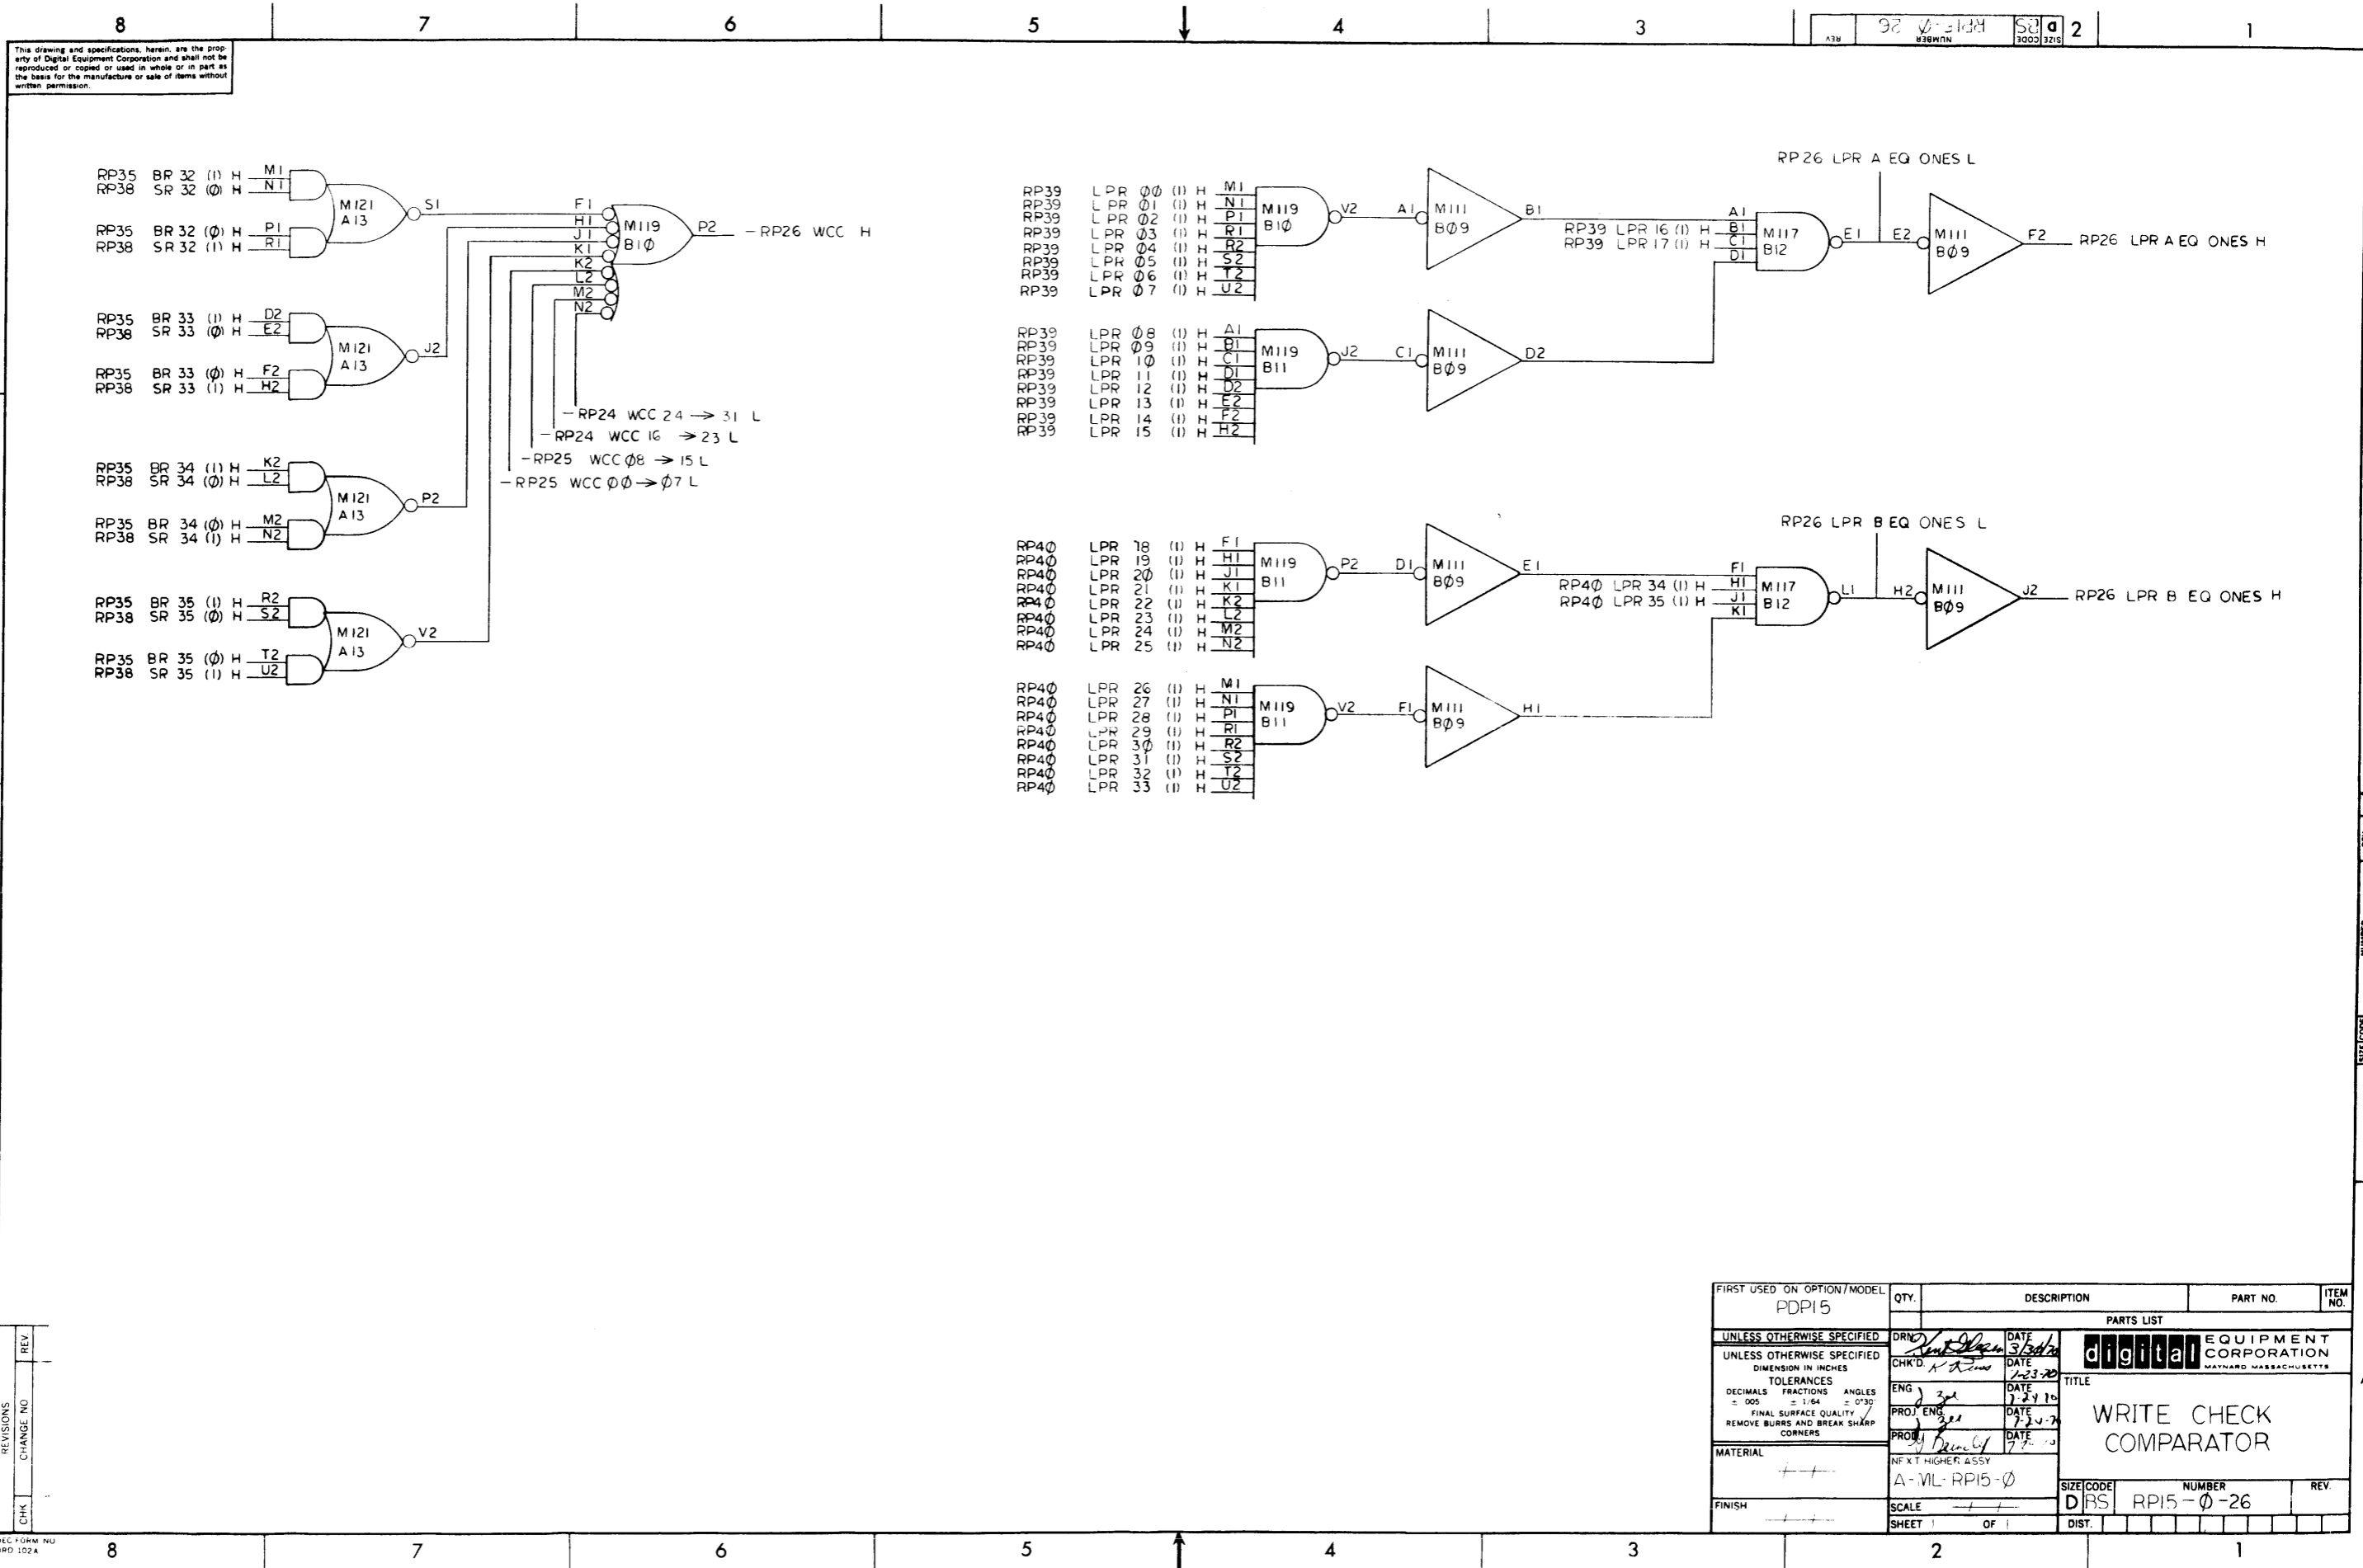 8 7 6 5 4 3 2 1
SIZE CODE NUMBER REV
D BS RP15-Ø 26
This drawing and specifications, herein, are the prop-
erty of Digital Equipment Corporation and shall not be
reproduced or copied or used in whole or in part as
the basis for the manufacture or sale of items without
written permission.
RP35 BR 32 (1) H M1
RP38 SR 32 (Ø) H N1
M121
A13
S1
RP35 BR 32 (Ø) H P1
RP38 SR 32 (1) H R1
RP35 BR 33 (1) H D2
RP38 SR 33 (Ø) H E2
M121
A13
J2
RP35 BR 33 (Ø) H F2
RP38 SR 33 (1) H H2
RP35 BR 34 (1) H K2
RP38 SR 34 (Ø) H L2
M121
A13
P2
RP35 BR 34 (Ø) H M2
RP38 SR 34 (1) H N2
RP35 BR 35 (1) H R2
RP38 SR 35 (Ø) H S2
M121
A13
V2
RP35 BR 35 (Ø) H T2
RP38 SR 35 (1) H U2
F1
H1
J1
K1
K2
L2
M2
N2
M119
B1Ø
P2
-RP26 WCC H
-RP24 WCC 24 → 31 L
-RP24 WCC 16 → 23 L
-RP25 WCC Ø8 → 15 L
-RP25 WCC ØØ → Ø7 L
RP39 LPR ØØ (1) H M1
RP39 LPR Ø1 (1) H N1
RP39 LPR Ø2 (1) H P1
RP39 LPR Ø3 (1) H R1
RP39 LPR Ø4 (1) H R2
RP39 LPR Ø5 (1) H S2
RP39 LPR Ø6 (1) H T2
RP39 LPR Ø7 (1) H U2
M119
B1Ø
V2
A1
M111
BØ9
B1
RP39 LPR Ø8 (1) H A1
RP39 LPR Ø9 (1) H B1
RP39 LPR 1Ø (1) H C1
RP39 LPR 11 (1) H D1
RP39 LPR 12 (1) H D2
RP39 LPR 13 (1) H E2
RP39 LPR 14 (1) H F2
RP39 LPR 15 (1) H H2
M119
B11
J2
C1
M111
BØ9
D2
RP26 LPR A EQ ONES L
A1
RP39 LPR 16 (1) H B1
RP39 LPR 17 (1) H C1
D1
M117
B12
E1
E2
M111
BØ9
F2
RP26 LPR A EQ ONES H
RP4Ø LPR 18 (1) H F1
RP4Ø LPR 19 (1) H H1
RP4Ø LPR 2Ø (1) H J1
RP4Ø LPR 21 (1) H K1
RP4Ø LPR 22 (1) H K2
RP4Ø LPR 23 (1) H L2
RP4Ø LPR 24 (1) H M2
RP4Ø LPR 25 (1) H N2
M119
B11
P2
D1
M111
BØ9
E1
RP4Ø LPR 26 (1) H M1
RP4Ø LPR 27 (1) H N1
RP4Ø LPR 28 (1) H P1
RP4Ø LPR 29 (1) H R1
RP4Ø LPR 3Ø (1) H R2
RP4Ø LPR 31 (1) H S2
RP4Ø LPR 32 (1) H T2
RP4Ø LPR 33 (1) H U2
M119
B11
V2
F1
M111
BØ9
H1
RP26 LPR B EQ ONES L
F1
RP4Ø LPR 34 (1) H H1
RP4Ø LPR 35 (1) H J1
K1
M117
B12
L1
H2
M111
BØ9
J2
RP26 LPR B EQ ONES H
FIRST USED ON OPTION/MODEL
PDP15
QTY. DESCRIPTION PART NO. ITEM NO.
PARTS LIST
UNLESS OTHERWISE SPECIFIED
UNLESS OTHERWISE SPECIFIED
DIMENSION IN INCHES
TOLERANCES
DECIMALS FRACTIONS ANGLES
± .005 ± 1/64 ± 0°30'
FINAL SURFACE QUALITY
REMOVE BURRS AND BREAK SHARP
CORNERS
MATERIAL
FINISH
DRN. DATE
CHK'D. DATE
7-23-70
ENG. DATE
PROJ. ENG. DATE
PROD. DATE
NEXT HIGHER ASSY
A-ML-RP15-Ø
SCALE
SHEET 1 OF 1
digital EQUIPMENT
CORPORATION
MAYNARD MASSACHUSETTS
TITLE
WRITE CHECK
COMPARATOR
SIZE CODE NUMBER REV.
D BS RP15-Ø-26
DIST.
REVISIONS
CHK CHANGE NO REV.
DEC FORM NO
DRD 102A
8 7 6 5 4 3 2 1